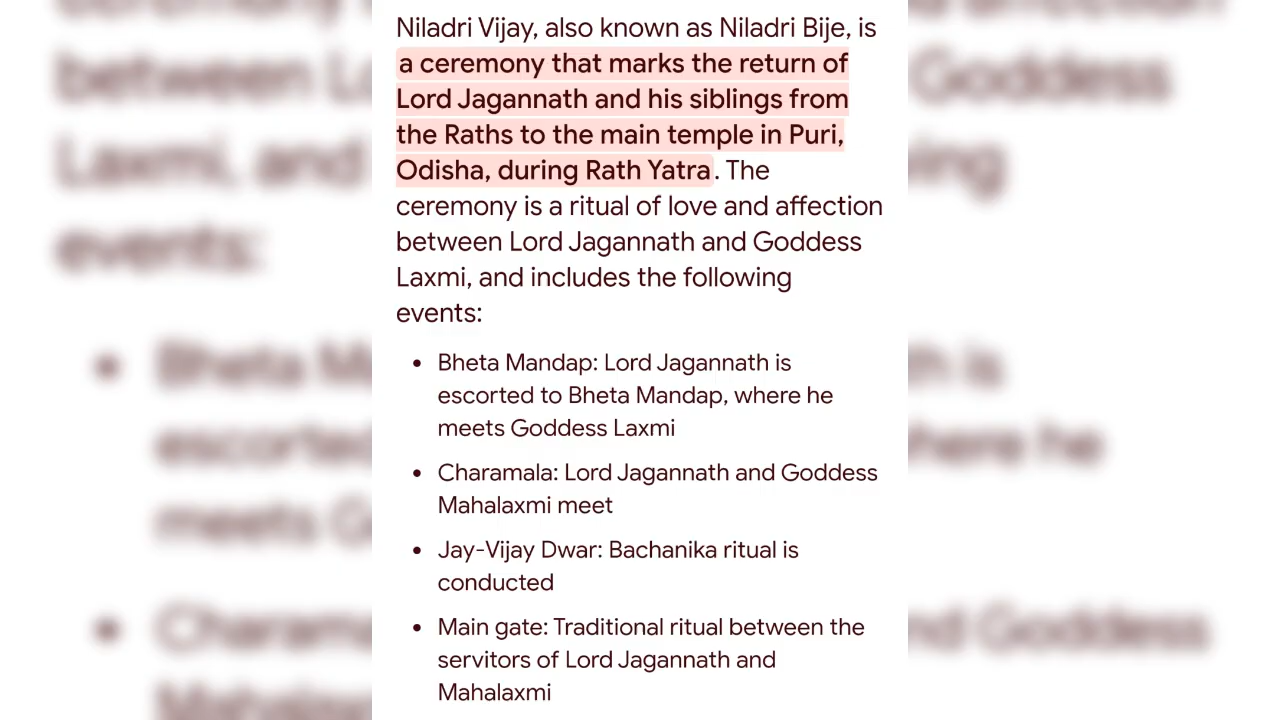 Niladri Vijay, also known as Niladri Bije, is
a ceremony that marks the return of
Lord Jagannath and his siblings from
the Raths to the main temple in Puri,
Odisha, during Rath Yatra. The
ceremony is a ritual of love and affection
between Lord Jagannath and Goddess
Laxmi, and includes the following
events:
• Bheta Mandap: Lord Jagannath is
escorted to Bheta Mandap, where he
meets Goddess Laxmi
• Charamala: Lord Jagannath and Goddess
Mahalaxmi meet
• Jay-Vijay Dwar: Bachanika ritual is
conducted
• Main gate: Traditional ritual between the
servitors of Lord Jagannath and
Mahalaxmi